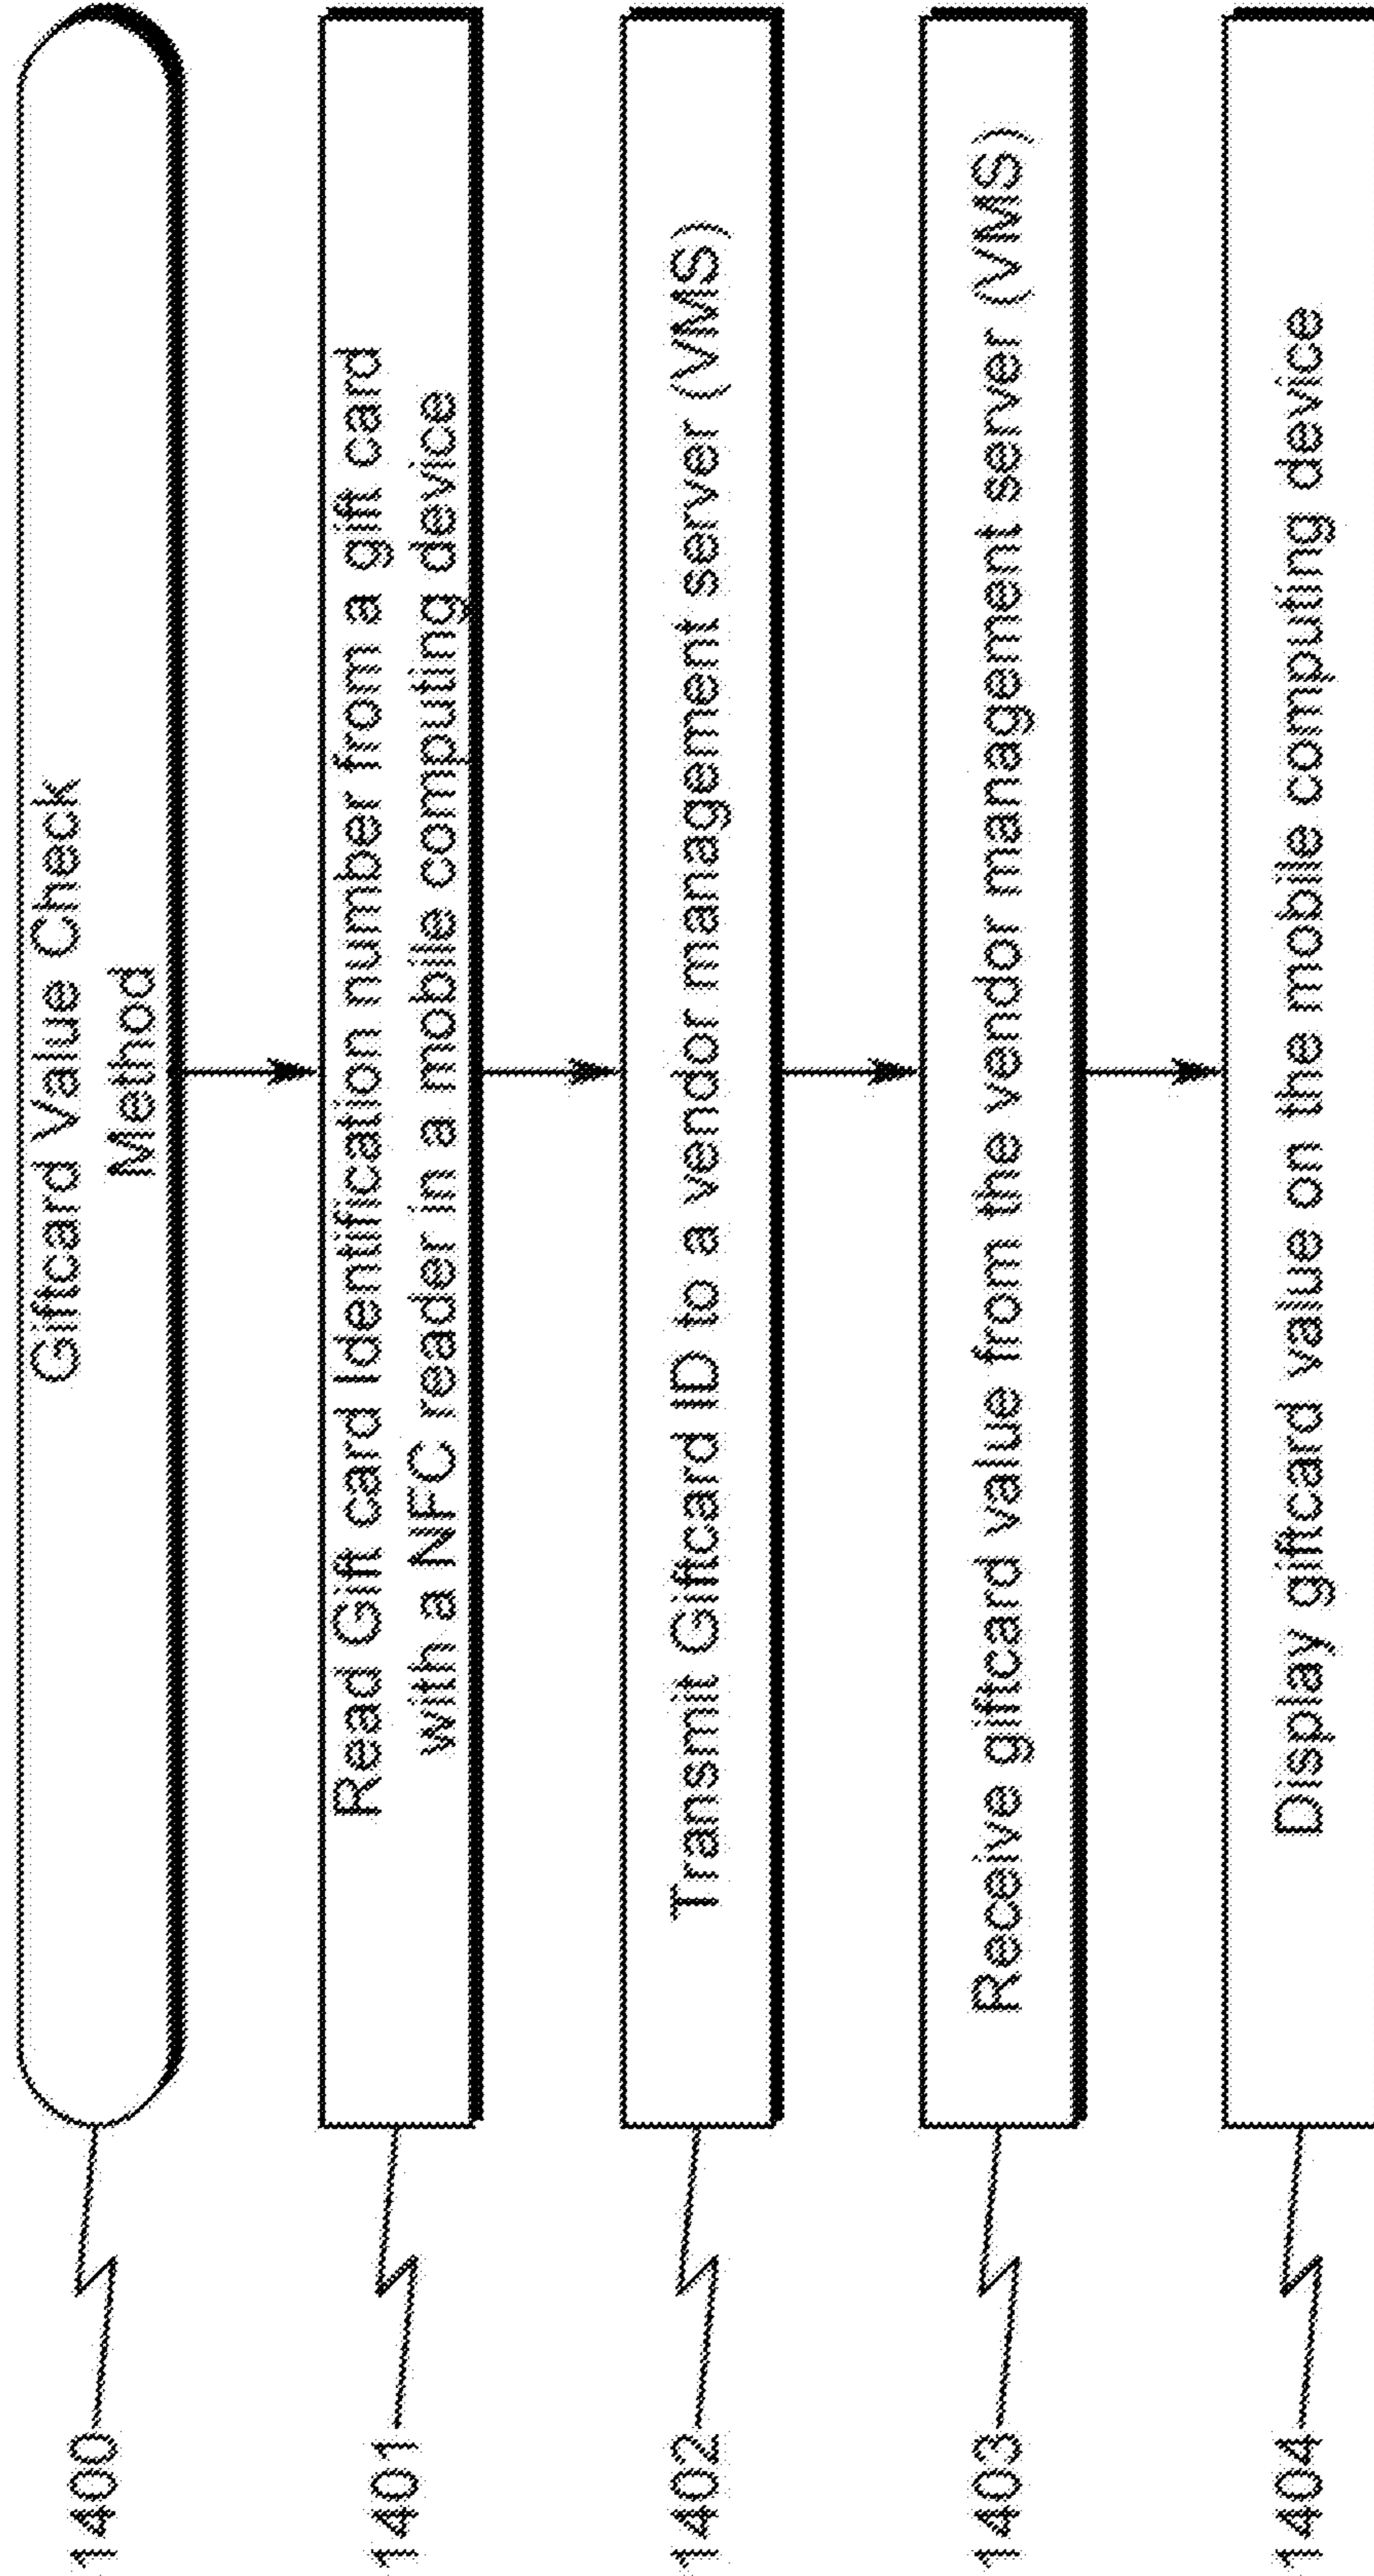 1400
Giftcard Value Check
Method
1401
Read Gift card Identification number from a gift card
with a NFC reader in a mobile computing device
1402
Transmit Giftcard ID to a vendor management server (VMS)
1403
Receive giftcard value from the vendor management server (VMS)
1404
Display giftcard value on the mobile computing device